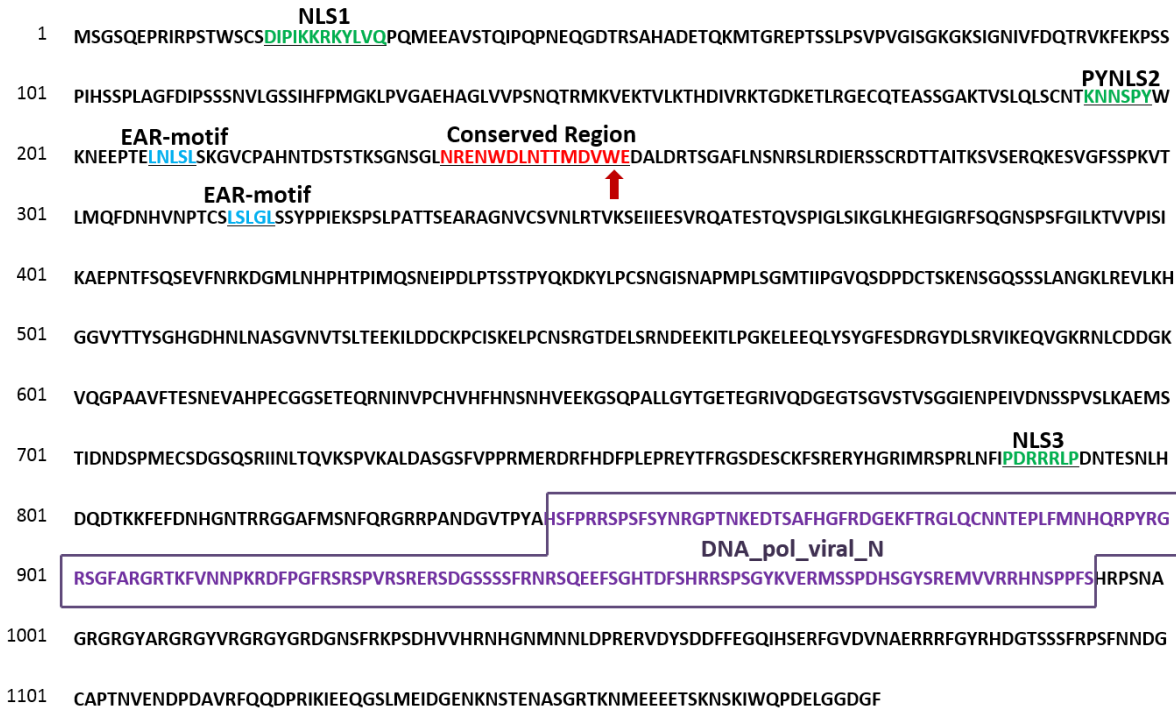 NLS1
1 MSGSQEPRIRPSTWSCSDIPIKKRKYLVQPQMEEAVSTQIPQPNEQGDTRSAHADETQKMTGREPTSSLPSVPVGISGKGKSIGNIVFDQTRVKFEKPSS
PYNLS2
101 PIHSSPLAGFDIPSSSNVLGSSIHFPMGKLPVGAEHAGLVVPSNQTRMKVEKTVLKTHDIVRKTGDKETLRGECQTEASSGAKTVSLQLSCNTKNNSPYW
EAR-motif Conserved Region
201 KNEEPTELNLSLSKGVCPAHNTDSTSTKSGNSGLNRENWDLNTTMDVWEDALDRTSGAFLNSNRSLRDIERSSCRDTTAITKSVSERQKESVGFSSPKVT
EAR-motif
301 LMQFDNHVNPTCSLSLGLSSYPPIEKSPSLPATTSEARAGNVCSVNLRTVKSEIIEESVRQATESTQVSPIGLSIKGLKHEGIGRFSQGNSPSFGILKTVVPISI
401 KAEPNTFSQSEVFNRKDGMLNHPHTPIMQSNEIPDLPTSSTPYQKDKYLPCSNGISNAPMPLSGMTIIPGVQSDPDCTSKENSGQSSSLANGKLREVLKH
501 GGVYTTYSGHGDHNLNASGVNVTSLTEEKILDDCKPCISKELPCNSRGTDELSRNDEEKITLPGKELEEQLYSYGFESDRGYDLSRVIKEQVGKRNLCDDGK
601 VQGPAAVFTESNEVAHPECGGSETEQRNINVPCHVHFHNSNHVEEKGSQPALLGYTGETEGRIVQDGEGTSGVSTVSGGIENPEIVDNSSPVSLKAEMS
NLS3
701 TIDNDSPMECSDGSQSRIINLTQVKSPVKALDASGSFVPPRMERDRFHDFPLEPREYTFRGSDESCKFSRERYHGRIMRSPRLNFIPDRRRLPDNTESNLH
801 DQDTKKFEFDNHGNTRRGGAFMSNFQRGRRPANDGVTPYAHSFPRRSPSFSYNRGPTNKEDTSAFHGFRDGEKFTRGLQCNNTEPLFMNHQRPYRG
DNA_pol_viral_N
901 RSGFARGRTKFVNNPKRDFPGFRSRSPVRSRERSDGSSSSFRNRSQEEFSGHTDFSHRRSPSGYKVERMSSPDHSGYSREMVVRRHNSPPFSHRPSNA
1001 GRGRGYARGRGYVRGRGYGRDGNSFRKPSDHVVHRNHGNMNNLDPRERVDYSDDFFEGQIHSERFGVDVNAERRRFGYRHDGTSSSFRPSFNNDG
1101 CAPTNVENDPDAVRFQQDPRIKIEEQGSLMEIDGENKNSTENASGRTKNMEEEETSKNSKIWQPDELGGDGF